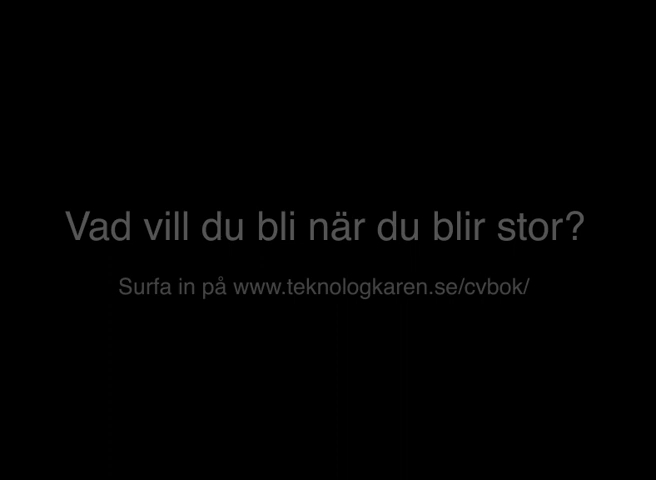 Vad vill du bli när du blir stor?
Surfa in på www.teknologkaren.se/cvbok/